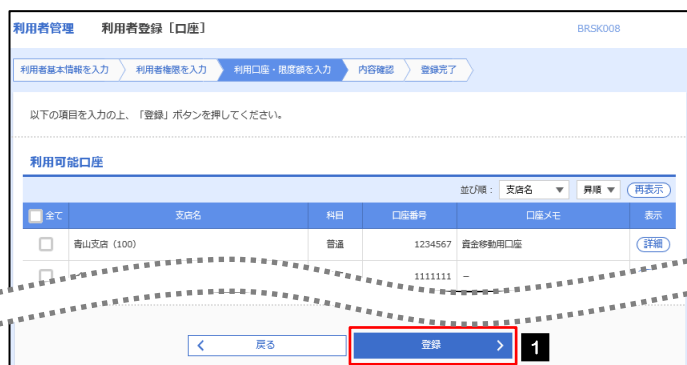 利用者管理 利用者登録［口座］ BRSK008
利用者基本情報を入力 利用者権限を入力 利用口座・限度額を入力 内容確認 登録完了
以下の項目を入力の上、「登録」ボタンを押してください。
利用可能口座
並び順： 支店名 ▼ 昇順 ▼ 再表示
全て 支店名 科目 口座番号 口座メモ 表示
青山支店（100） 普通 1234567 資金移動用口座 詳細
1111111 －
戻る 登録 1